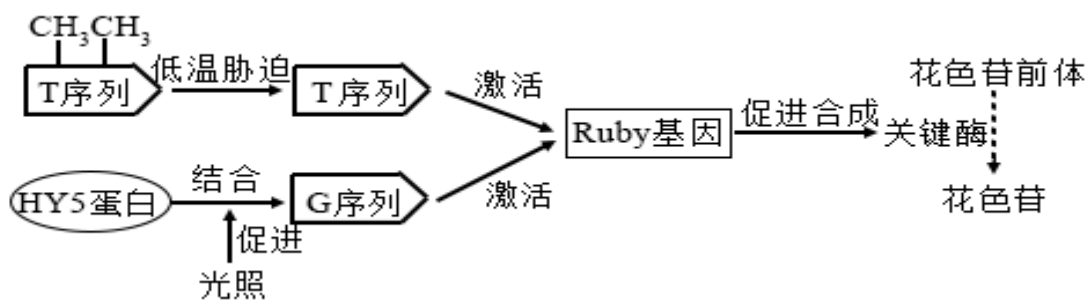 CH₃CH₃
T序列 低温胁迫 T序列 激活
花色苷前体
Ruby基因 促进合成 关键酶
HY5蛋白 结合 G序列 激活
花色苷
促进
光照